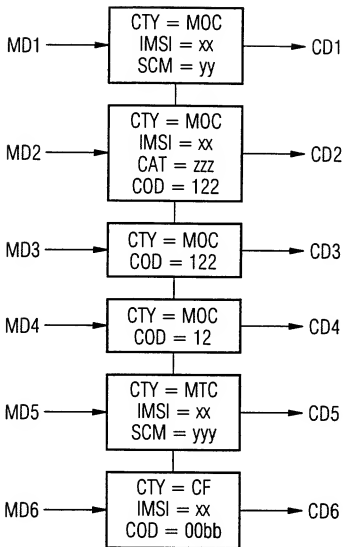 CTY = MOC
MD1 IMSI = xx CD1
SCM = yy
CTY = MOC
IMSI = xx
MD2 CAT = zzz CD2
COD = 122
CTY = MOC
MD3 CD3
COD = 122
CTY = MOC
MD4 CD4
COD = 12
CTY = MTC
MD5 IMSI = xx CD5
SCM = yyy
CTY = CF
MD6 IMSI = xx CD6
COD = 00bb